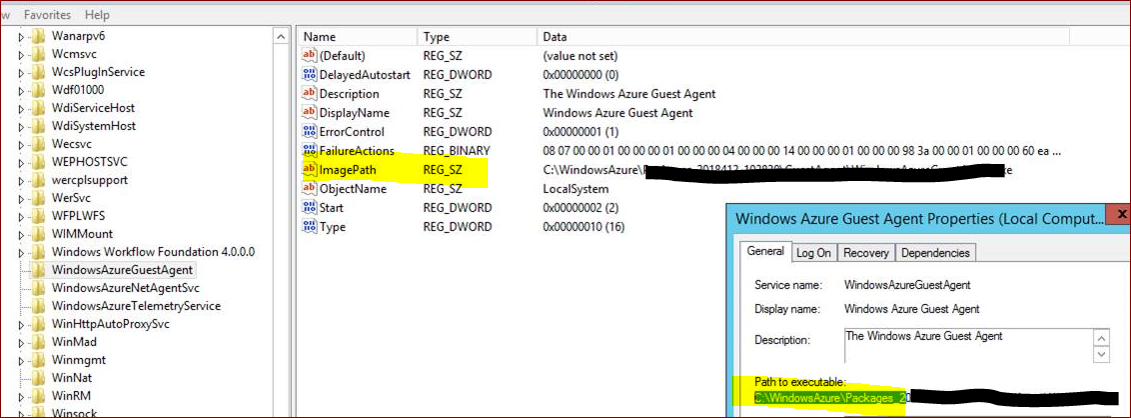 w Favorites Help
Wanarpv6
Wcmsvc
WcsPlugInService
Wdf01000
WdiServiceHost
WdiSystemHost
Wecsvc
WEPHOSTSVC
wercplsupport
WerSvc
WFPLWFS
WIMMount
Windows Workflow Foundation 4.0.0.0
WindowsAzureGuestAgent
WindowsAzureNetAgentSvc
WindowsAzureTelemetryService
WinHttpAutoProxySvc
WinMad
Winmgmt
WinNat
WinRM
Winsock
Name Type Data
(Default) REG_SZ (value not set)
DelayedAutostart REG_DWORD 0x00000000 (0)
Description REG_SZ The Windows Azure Guest Agent
DisplayName REG_SZ Windows Azure Guest Agent
ErrorControl REG_DWORD 0x00000001 (1)
FailureActions REG_BINARY 08 07 00 00 01 00 00 00 01 00 00 00 04 00 00 00 14 00 00 00 01 00 00 00 98 3a 00 00 01 00 00 00 60 ea ...
ImagePath REG_SZ C:\WindowsAzure\
ObjectName REG_SZ LocalSystem
Start REG_DWORD 0x00000002 (2)
Type REG_DWORD 0x00000010 (16)
Windows Azure Guest Agent Properties (Local Comput... x
General Log On Recovery Dependencies
Service name: WindowsAzureGuestAgent
Display name: Windows Azure Guest Agent
Description: The Windows Azure Guest Agent
Path to executable:
C:\WindowsAzure\Packages_20